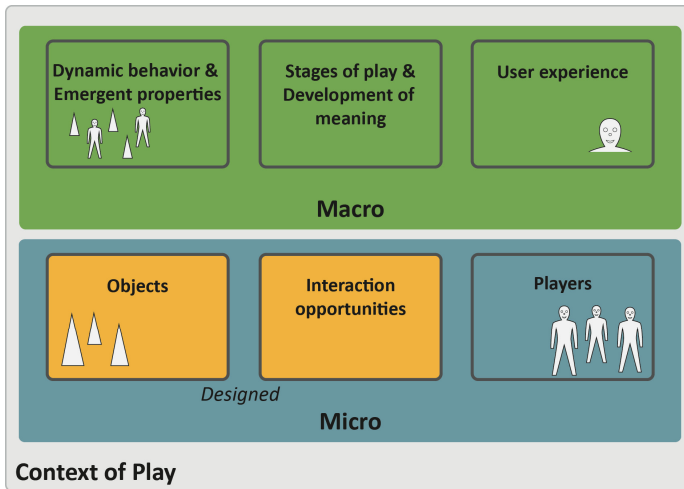 Dynamic behavior &
Emergent properties
Stages of play &
Development of
meaning
User experience
Macro
Objects
Interaction
opportunities
Players
Designed
Micro
Context of Play